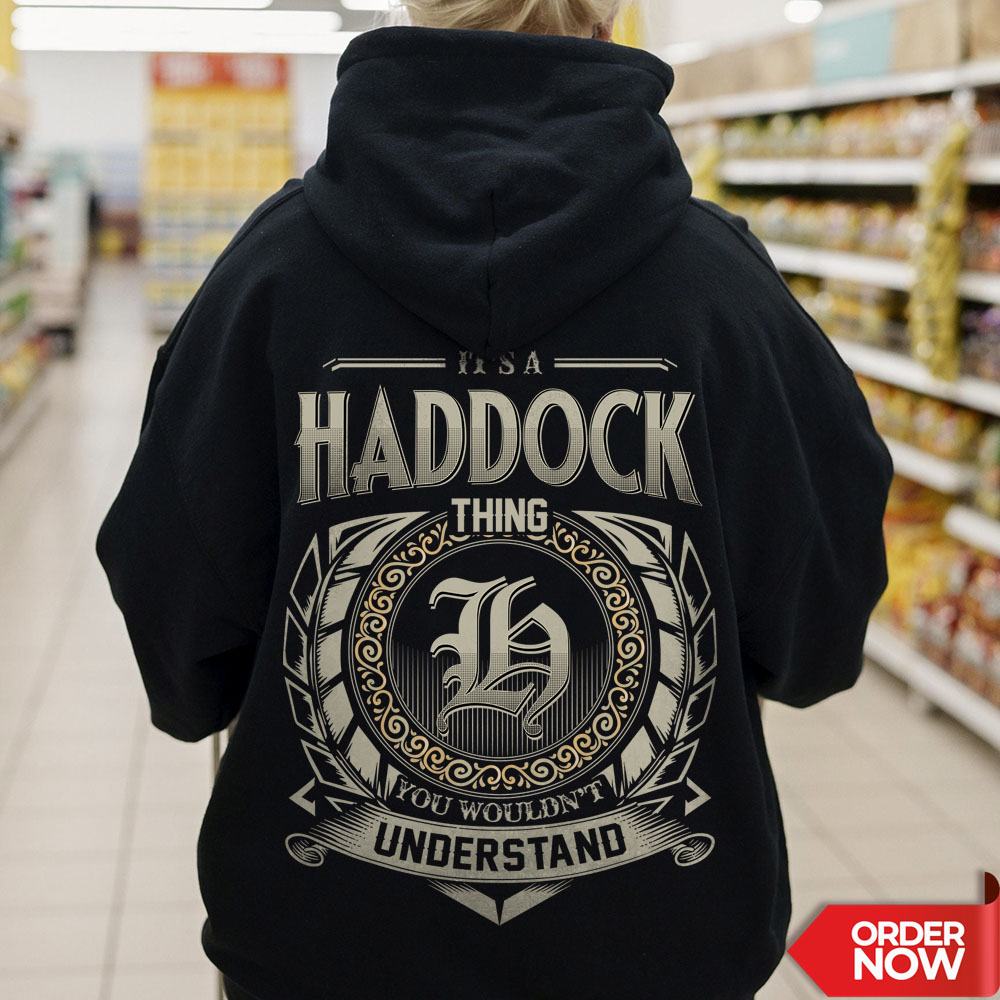 IT'S A
HADDOCK
THING
H
YOU WOULDN'T
UNDERSTAND
ORDER
NOW